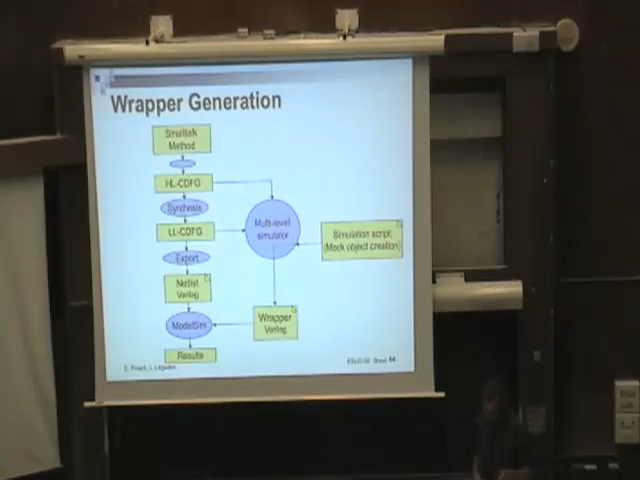 Wrapper Generation
Smalltalk
Method
HL-CDFG
Synthesis
Multi-level
simulator
Simulation script
(Mock object creation)
LL-CDFG
Export
Netlist
Verilog
Wrapper
Verilog
ModelSim
Results